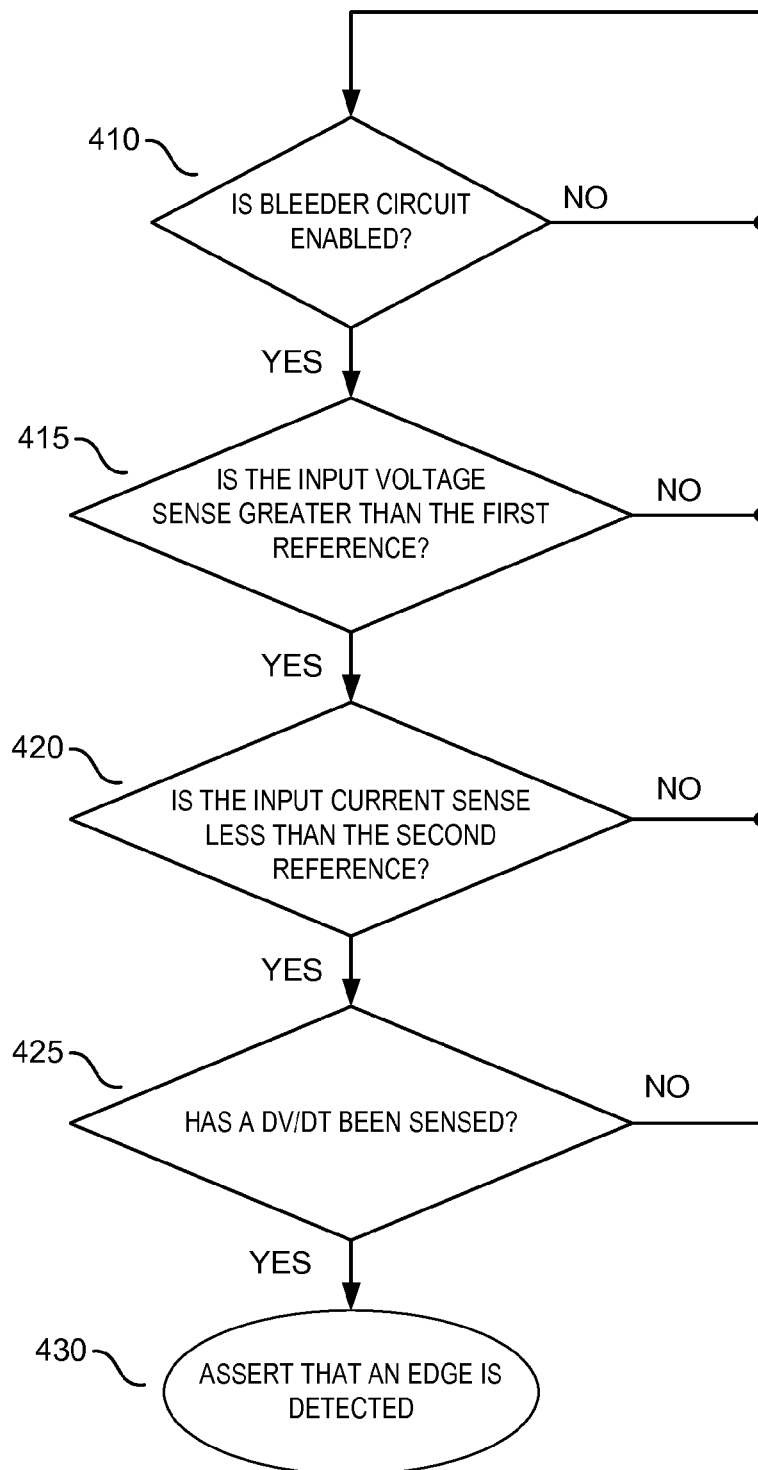 410
IS BLEEDER CIRCUIT
ENABLED?
NO
YES
415
IS THE INPUT VOLTAGE
SENSE GREATER THAN THE FIRST
REFERENCE?
NO
YES
420
IS THE INPUT CURRENT SENSE
LESS THAN THE SECOND
REFERENCE?
NO
YES
425
HAS A DV/DT BEEN SENSED?
NO
YES
430
ASSERT THAT AN EDGE IS
DETECTED